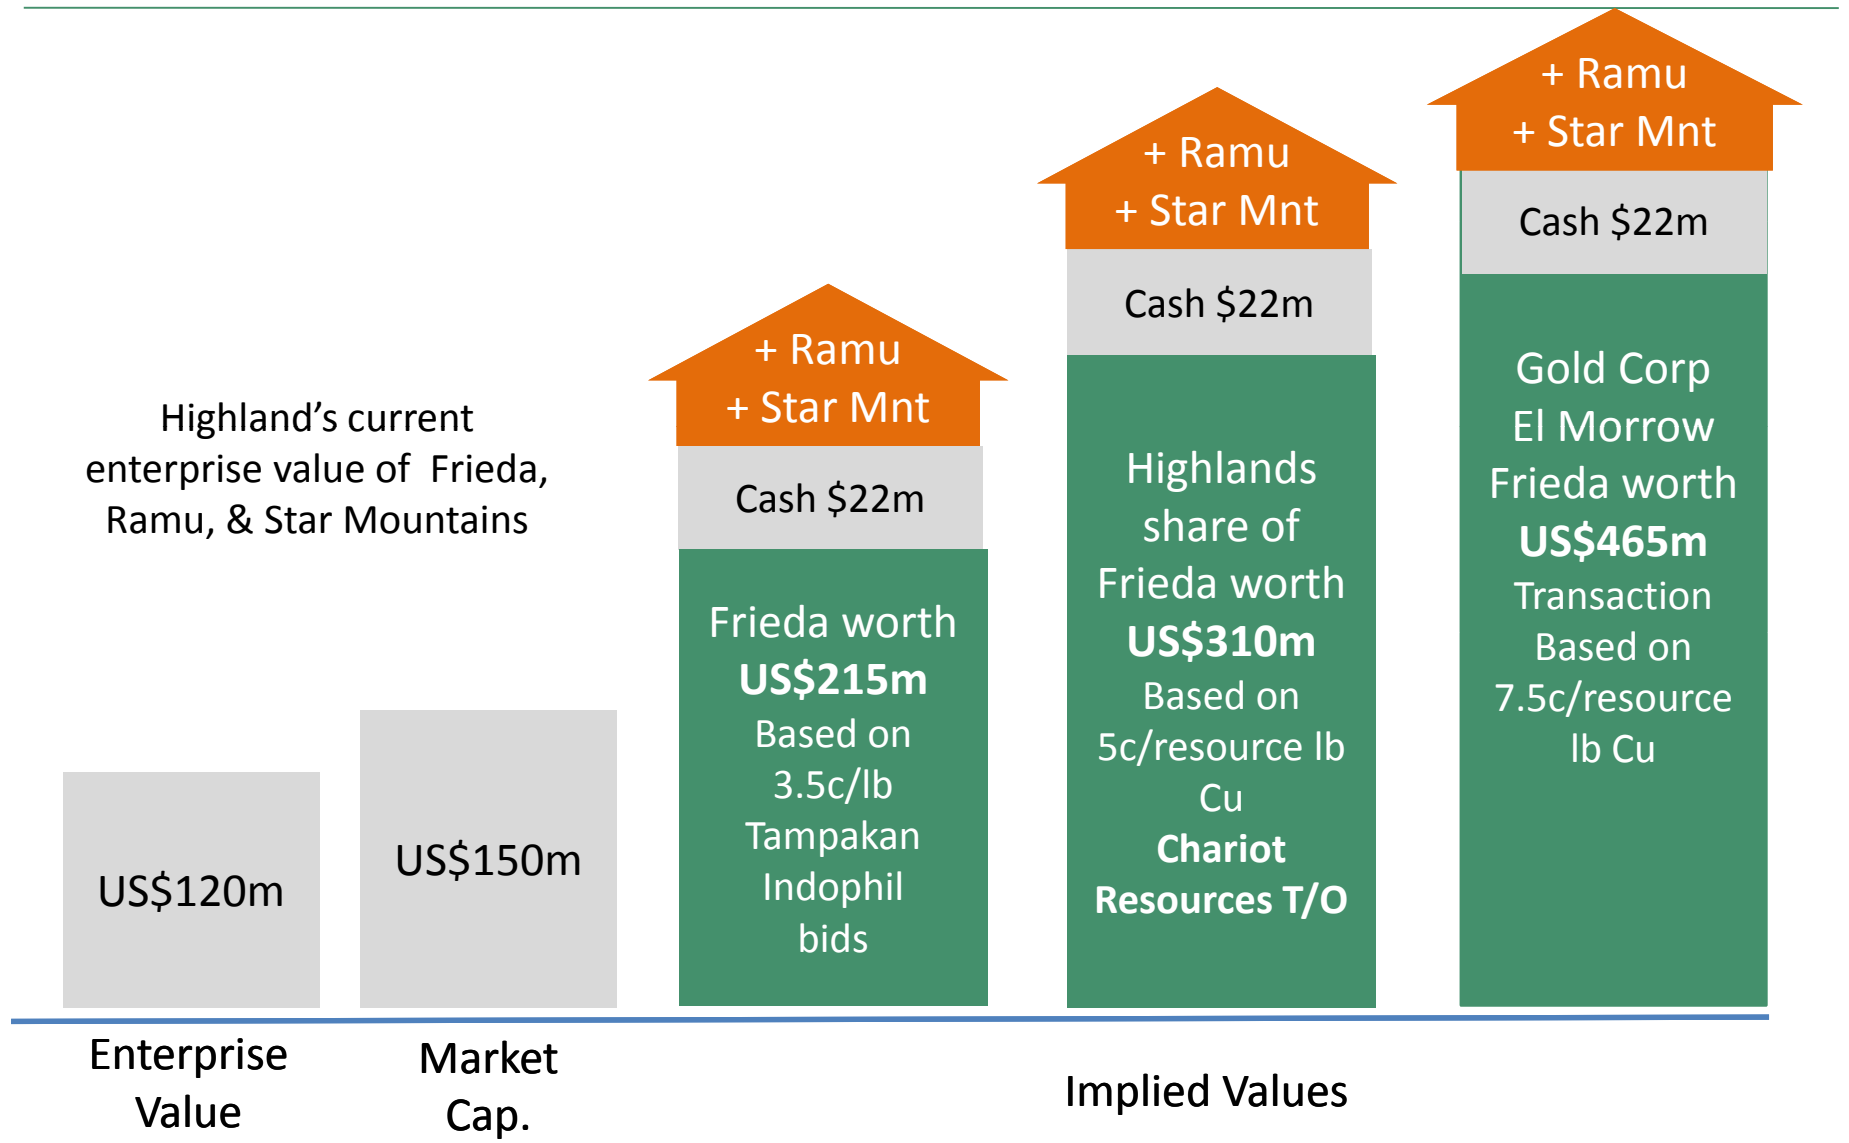 Highland’s current
enterprise value of Frieda,
Ramu, & Star Mountains
US$120m
US$150m
+ Ramu
+ Star Mnt
Cash $22m
Frieda worth
US$215m
Based on
3.5c/lb
Tampakan
Indophil
bids
+ Ramu
+ Star Mnt
Cash $22m
Highlands
share of
Frieda worth
US$310m
Based on
5c/resource lb
Cu
Chariot
Resources T/O
+ Ramu
+ Star Mnt
Cash $22m
Gold Corp
El Morrow
Frieda worth
US$465m
Transaction
Based on
7.5c/resource
lb Cu
Enterprise
Value
Market
Cap.
Implied Values